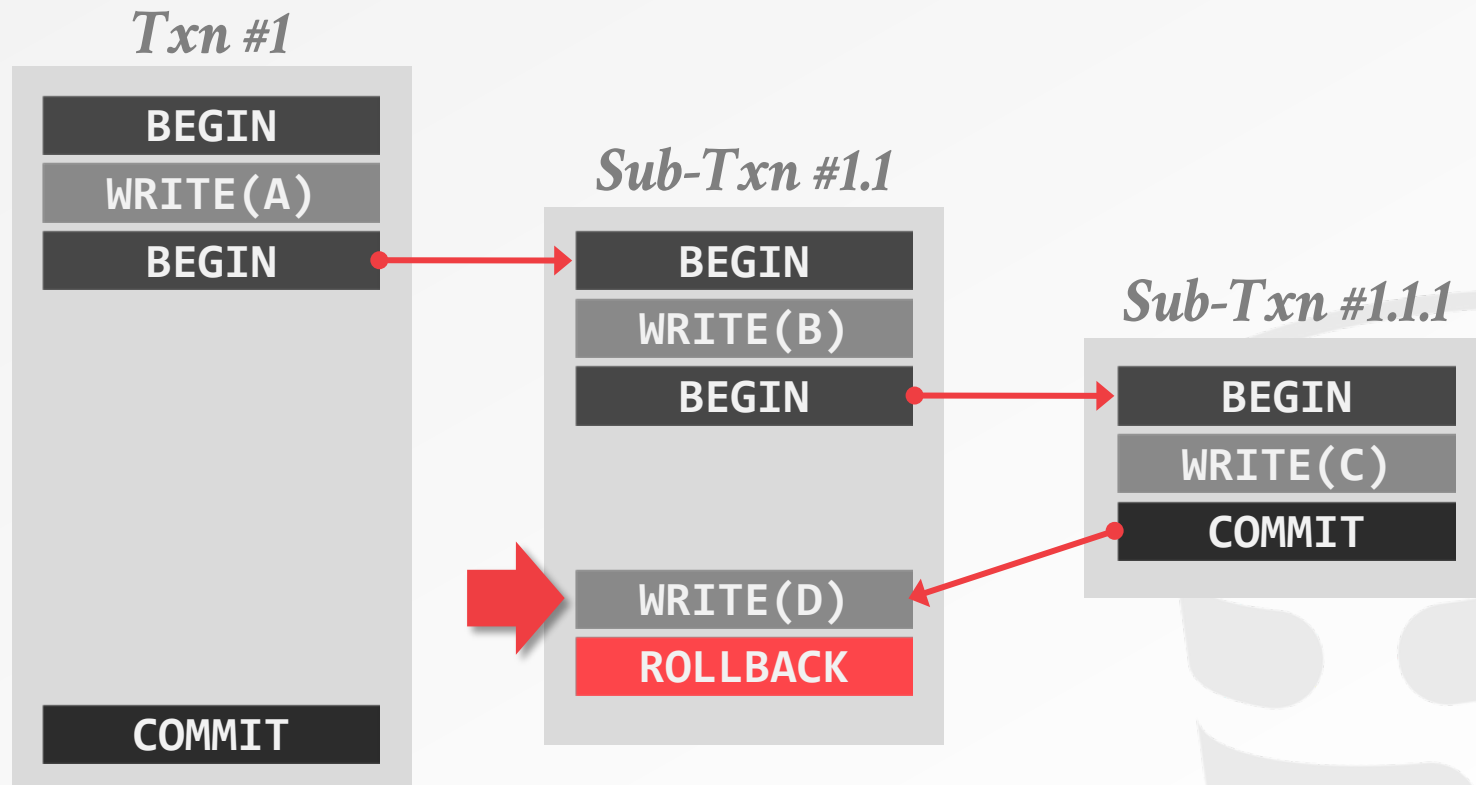 Txn #1
BEGIN
WRITE(A)
BEGIN
COMMIT
Sub-Txn #1.1
BEGIN
WRITE(B)
BEGIN
WRITE(D)
ROLLBACK
Sub-Txn #1.1.1
BEGIN
WRITE(C)
COMMIT